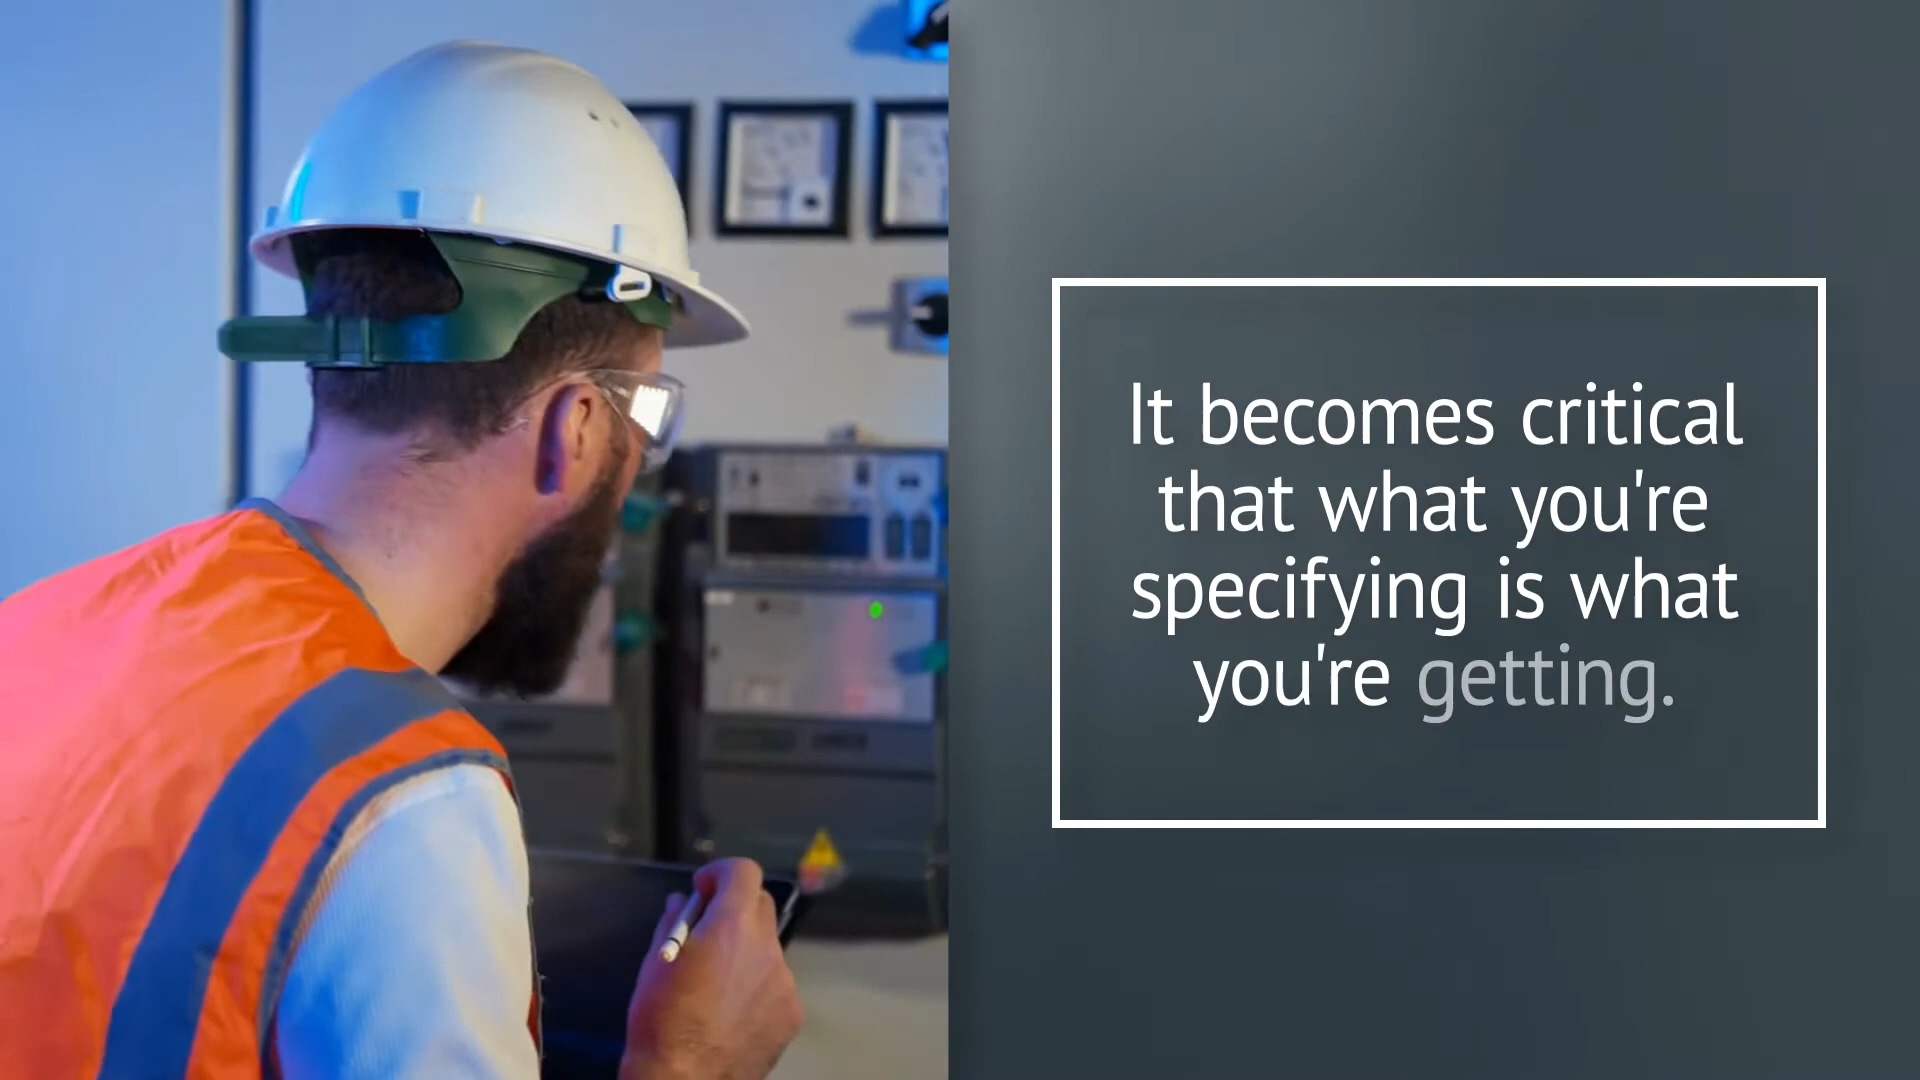 It becomes critical
that what you're
specifying is what
you're getting.